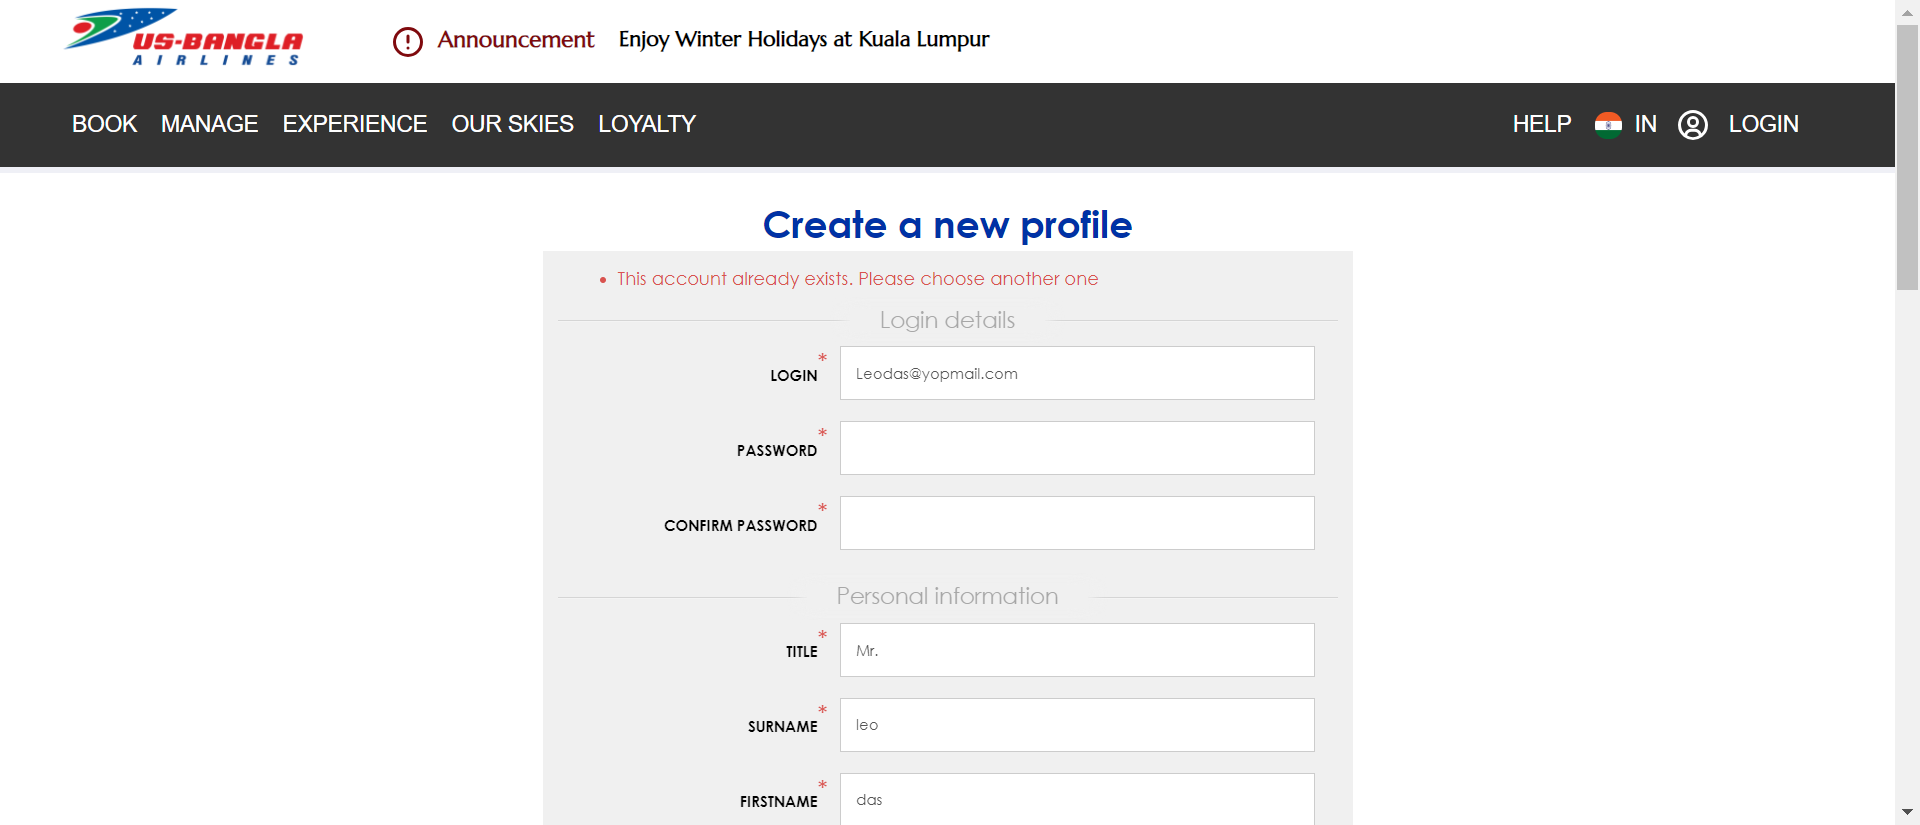 US-BANGLA
AIRLINES
Announcement Enjoy Winter Holidays at Kuala Lumpur
BOOK MANAGE EXPERIENCE OUR SKIES LOYALTY HELP IN LOGIN
Create a new profile
• This account already exists. Please choose another one
Login details
LOGIN * Leodas@yopmail.com
PASSWORD *
CONFIRM PASSWORD *
Personal information
TITLE * Mr.
SURNAME * leo
FIRSTNAME * das